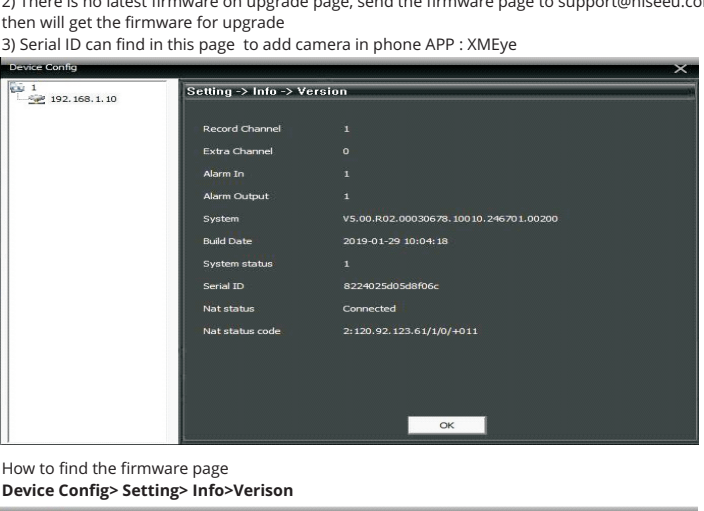 2) There is no latest firmware on upgrade page, send the firmware page to support@hiseeu.co
then will get the firmware for upgrade
3) Serial ID can find in this page to add camera in phone APP : XMEye
Device Config
1
192.168.1.10
Setting -> Info -> Version
Record Channel 1
Extra Channel 0
Alarm In 1
Alarm Output 1
System V5.00.R02.00030678.10010.246701.00200
Build Date 2019-01-29 10:04:18
System status 1
Serial ID 8224025d05d8f06c
Nat status Connected
Nat status code 2:120.92.123.61/1/0/+011
OK
How to find the firmware page
Device Config> Setting> Info>Verison